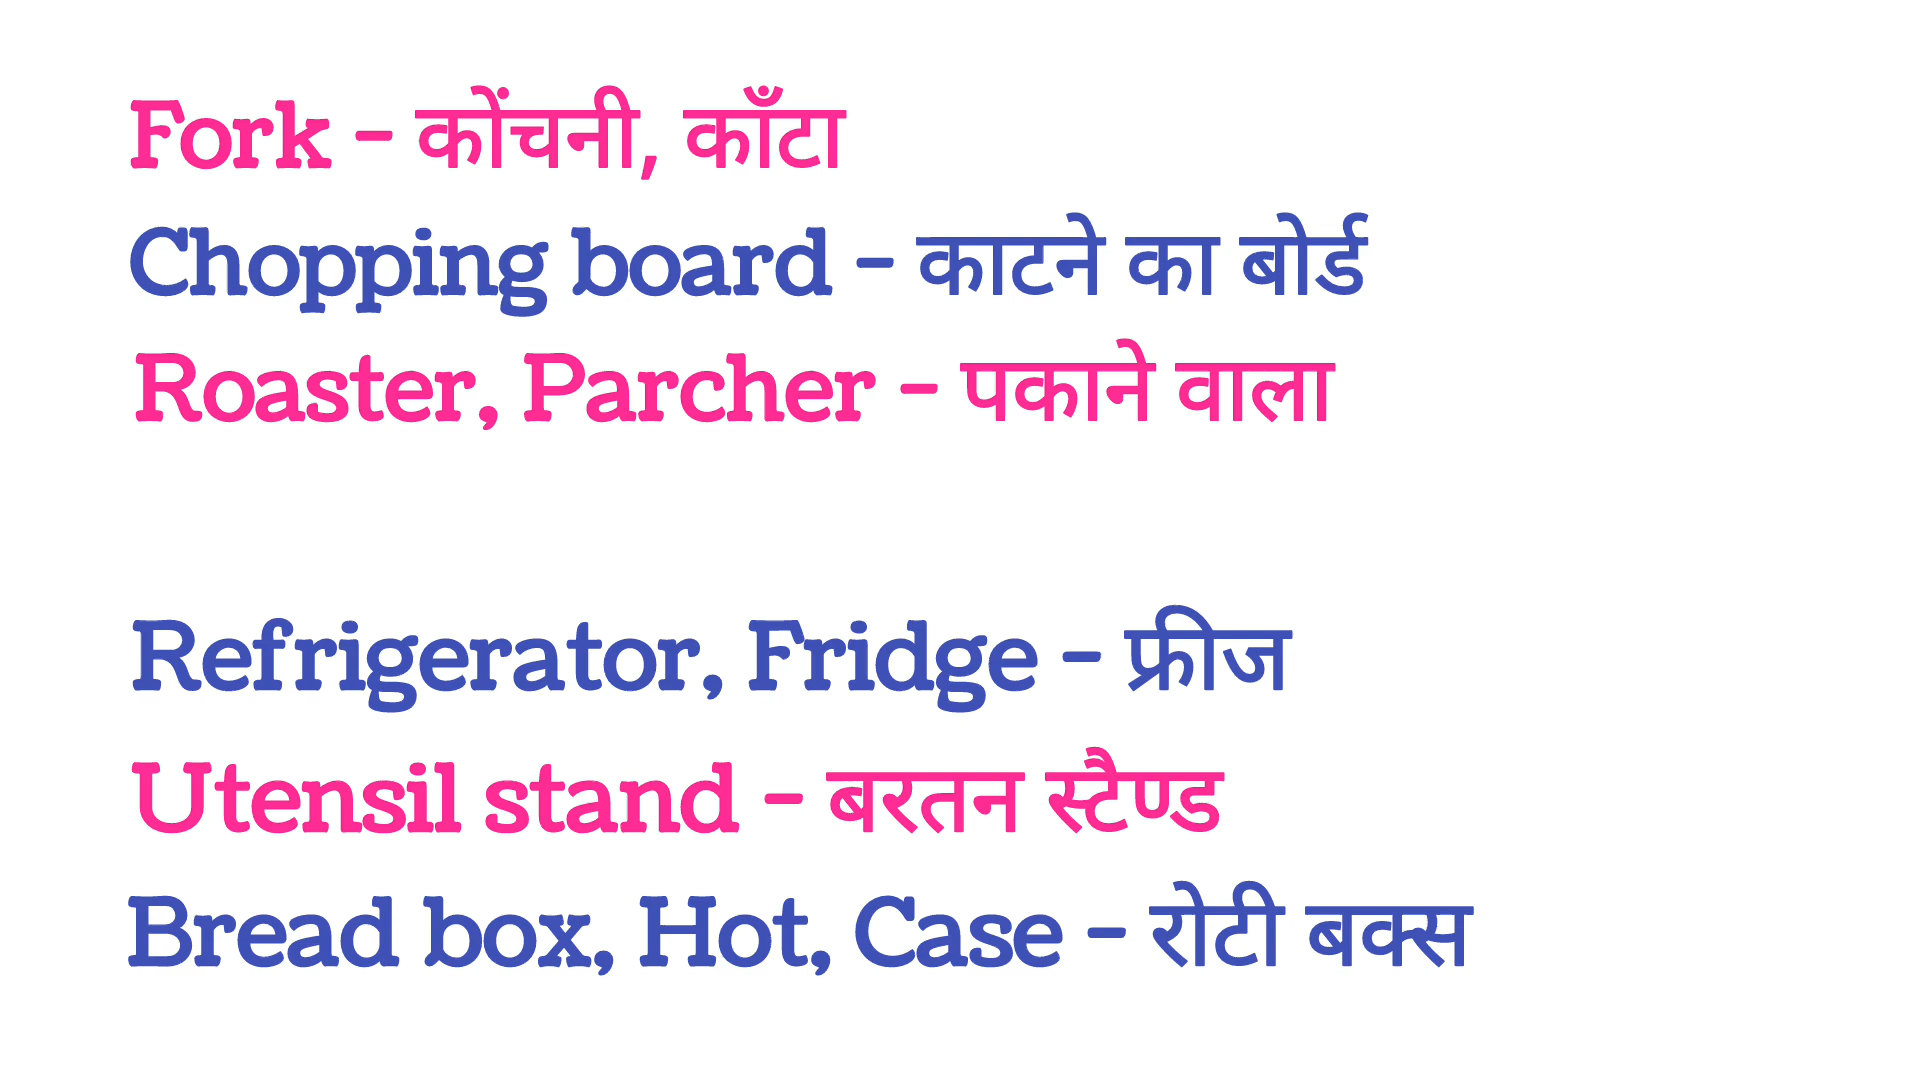 Fork - कोंचनी, काँटा
Chopping board - काटने का बोर्ड
Roaster, Parcher - पकाने वाला
Refrigerator, Fridge - फ्रीज
Utensil stand - बरतन स्टैण्ड
Bread box, Hot, Case - रोटी बक्स